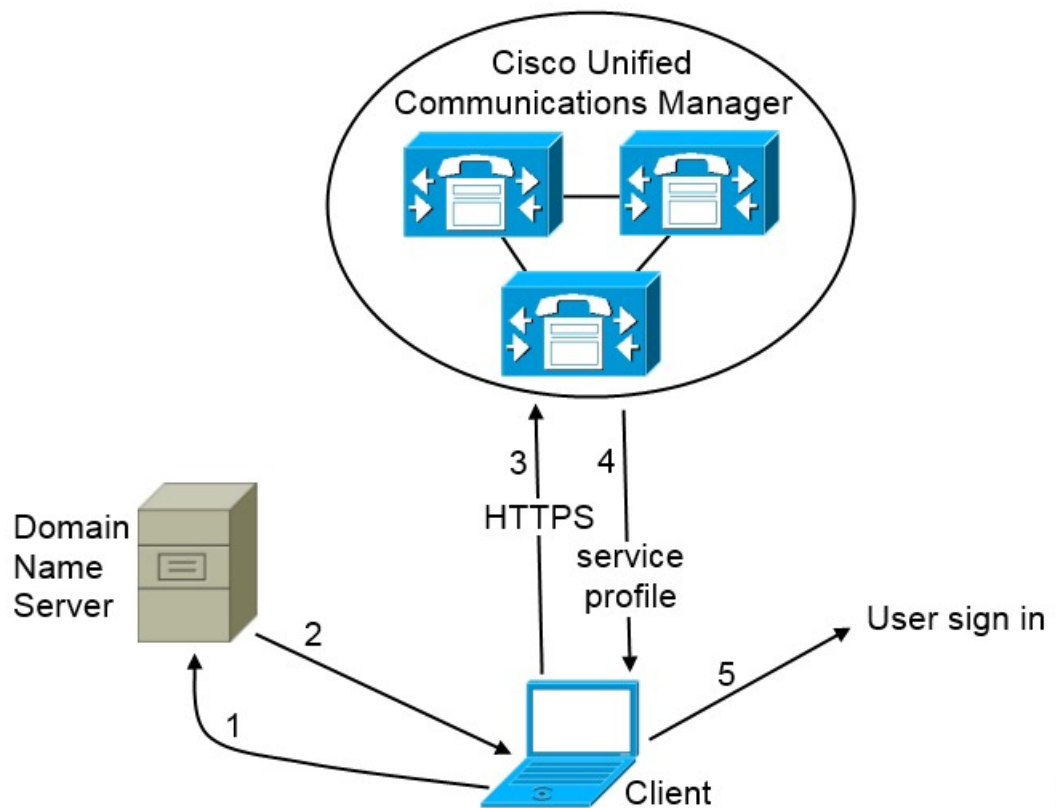 Cisco Unified
Communications Manager
3
4
HTTPS
service
profile
Domain
Name
Server
2
1
5
User sign in
Client